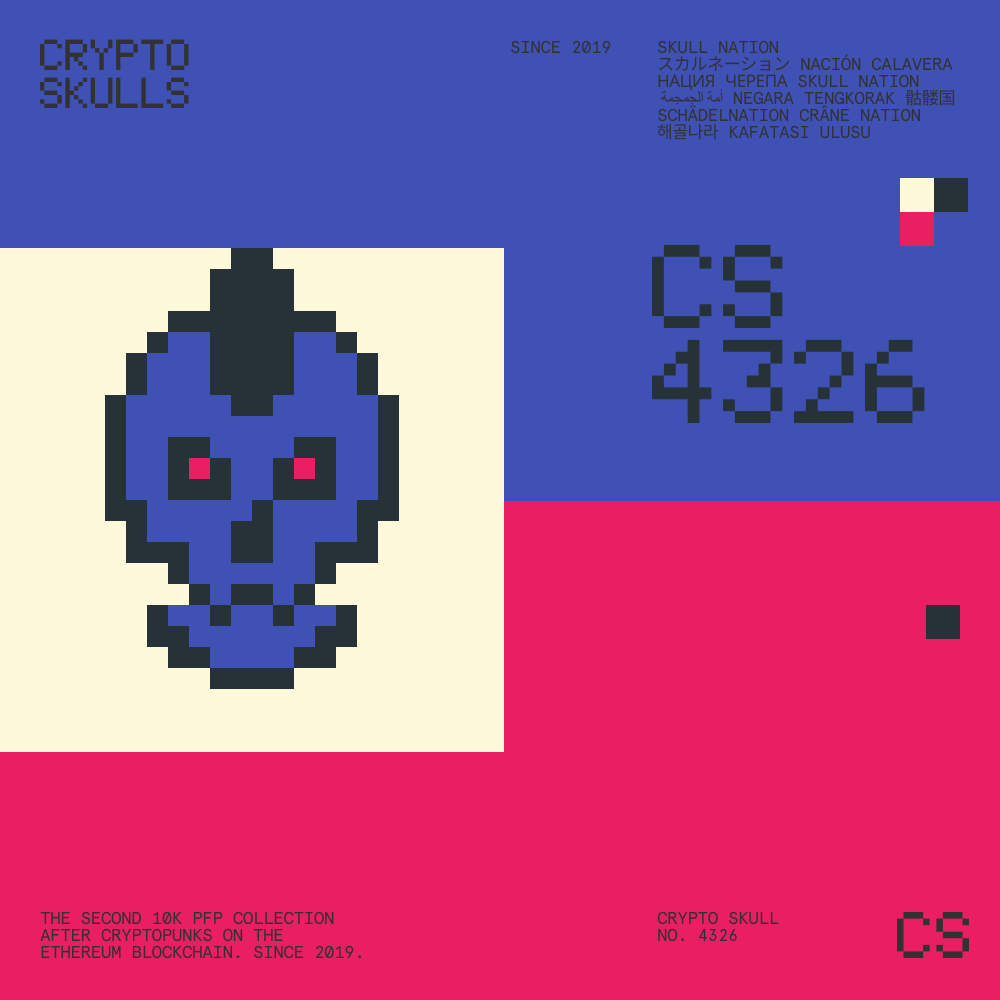 CRYPTO
SKULLS
SINCE 2019
SKULL NATION
スカルネーション NACIÓN CALAVERA
НАЦИЯ ЧЕРЕПА SKULL NATION
أمة الجمجمة NEGARA TENGKORAK 骷髅国
SCHÄDELNATION CRÂNE NATION
해골나라 KAFATASI ULUSU
CS
4326
THE SECOND 10K PFP COLLECTION
AFTER CRYPTOPUNKS ON THE
ETHEREUM BLOCKCHAIN. SINCE 2019.
CRYPTO SKULL
NO. 4326
CS